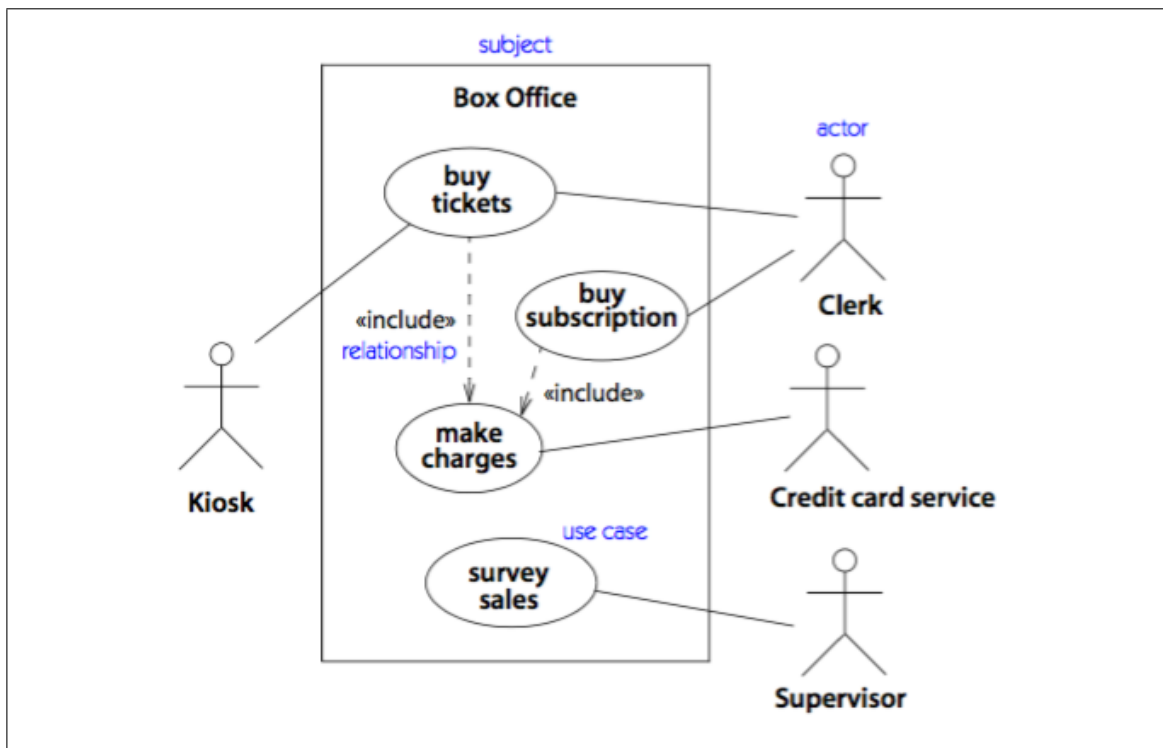 subject
Box Office
actor
buy
tickets
buy
subscription
Clerk
«include»
relationship
«include»
make
charges
Kiosk
Credit card service
use case
survey
sales
Supervisor